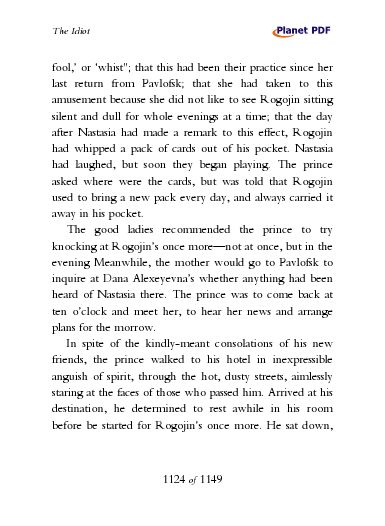 The Idiot
Planet PDF
fool,' or 'whist"; that this had been their practice since her
last return from Pavlofsk; that she had taken to this
amusement because she did not like to see Rogojin sitting
silent and dull for whole evenings at a time; that the day
after Nastasia had made a remark to this effect, Rogojin
had whipped a pack of cards out of his pocket. Nastasia
had laughed, but soon they began playing. The prince
asked where were the cards, but was told that Rogojin
used to bring a new pack every day, and always carried it
away in his pocket.
The good ladies recommended the prince to try
knocking at Rogojin's once more—not at once, but in the
evening Meanwhile, the mother would go to Pavlofsk to
inquire at Dana Alexeyevna's whether anything had been
heard of Nastasia there. The prince was to come back at
ten o'clock and meet her, to hear her news and arrange
plans for the morrow.
In spite of the kindly-meant consolations of his new
friends, the prince walked to his hotel in inexpressible
anguish of spirit, through the hot, dusty streets, aimlessly
staring at the faces of those who passed him. Arrived at his
destination, he determined to rest awhile in his room
before be started for Rogojin's once more. He sat down,
1124 of 1149